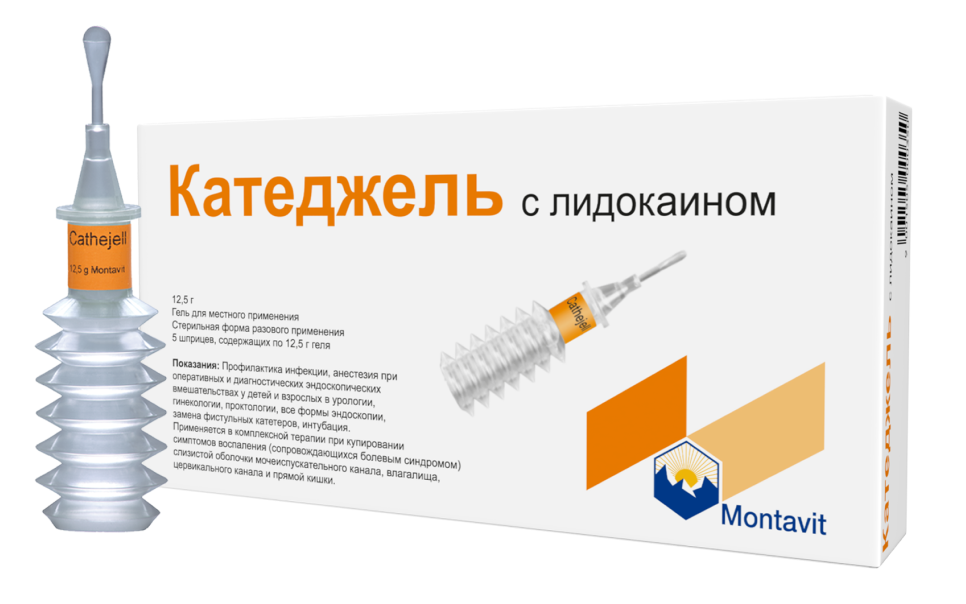 Катеджель с лидокаином
Cathejell
12,5 g Montavit
12,5 г
Гель для местного применения
Стерильная форма разового применения
5 шприцев, содержащих по 12,5 г геля
Показания: Профилактика инфекции, анестезия при
оперативных и диагностических эндоскопических
вмешательствах у детей и взрослых в урологии,
гинекологии, проктологии, все формы эндоскопии,
замена фистульных катетеров, интубация.
Применяется в комплексной терапии при купировании
симптомов воспаления (сопровождающихся болевым синдромом)
слизистой оболочки мочеиспускательного канала, влагалища,
цервикального канала и прямой кишки.
Cathejell
Montavit
Катеджель с лидокаином